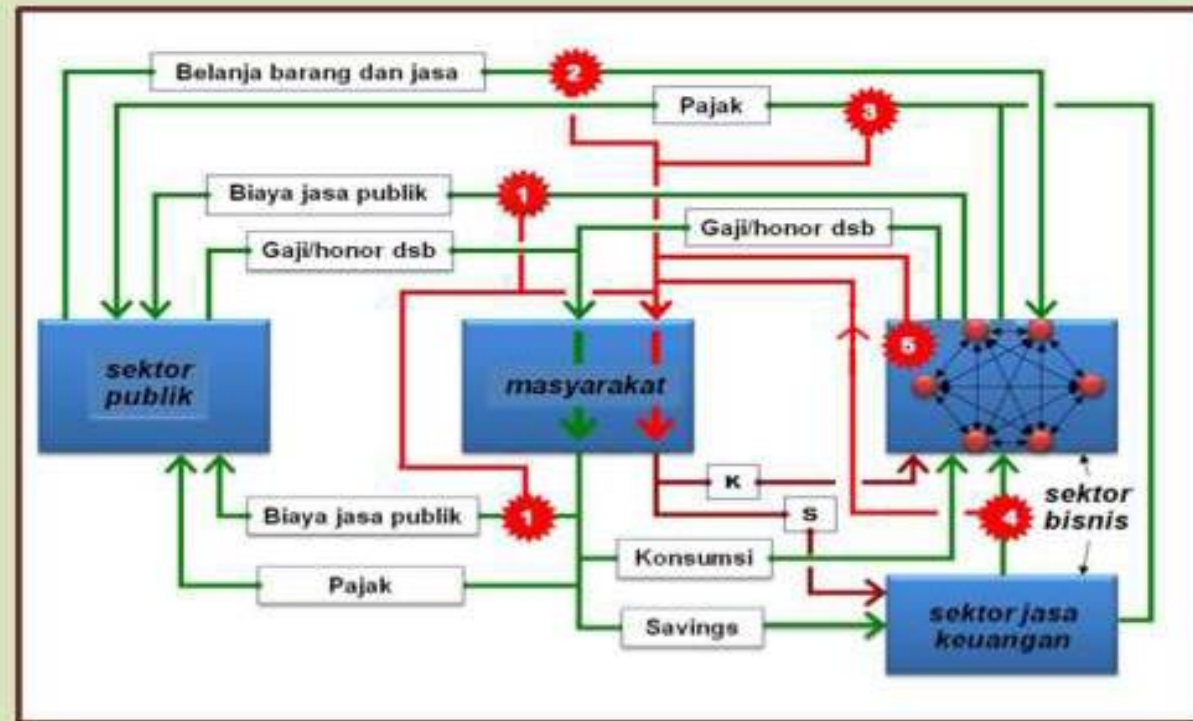 Belanja barang dan jasa
2
Pajak
3
Biaya jasa publik
1
Gaji/honor dsb
Gaji/honor dsb
sektor
publik
masyarakat
5
K
S
sektor
bisnis
Biaya jasa publik
1
4
Konsumsi
Pajak
Savings
sektor jasa
keuangan